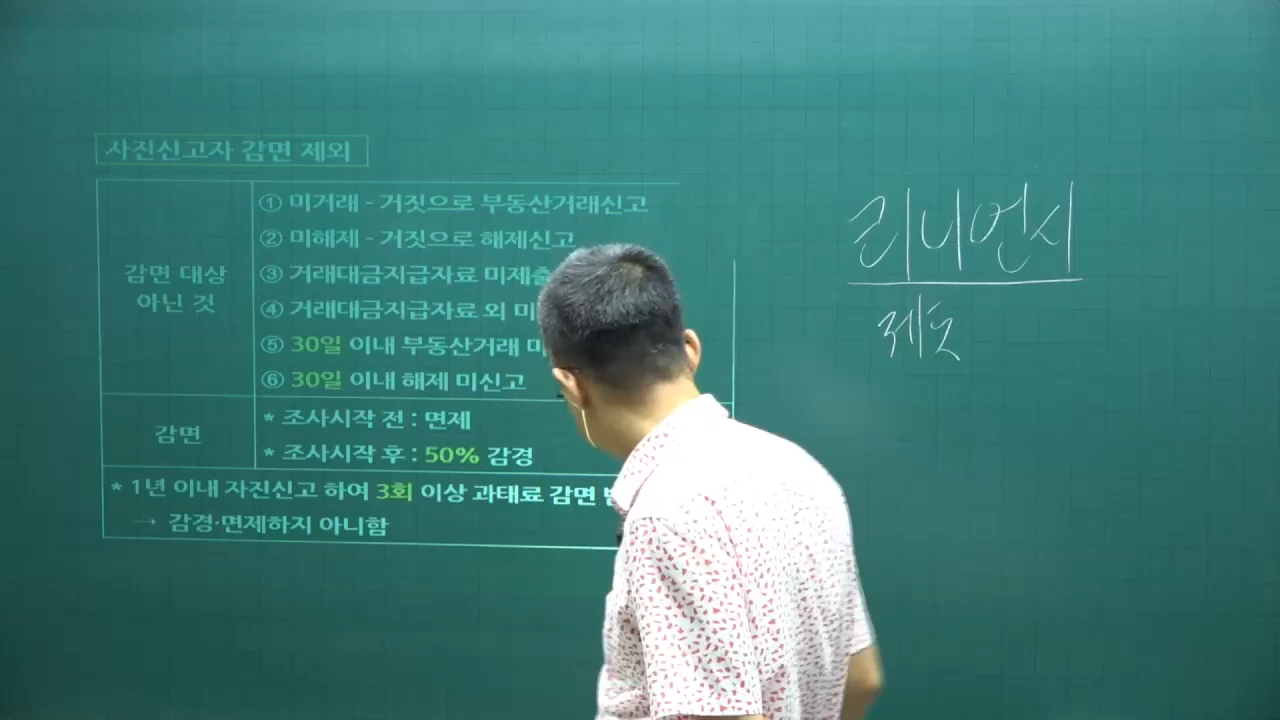 자진신고자 감면 제외
감면 대상
아닌 것
① 미거래 - 거짓으로 부동산거래신고
② 미해제 - 거짓으로 해제신고
③ 거래대금지급자료
④ 거래대금지급자료 외
⑤ 30일 이내 부동산거래
⑥ 30일 이내 해제 미신고
감면
* 조사시작 전 : 면제
* 조사시작 후 : 50% 감경
* 1년 이내 자진신고 하여 3회 이상 과태료 감면
→ 감경·면제하지 아니함
리니언시
제도